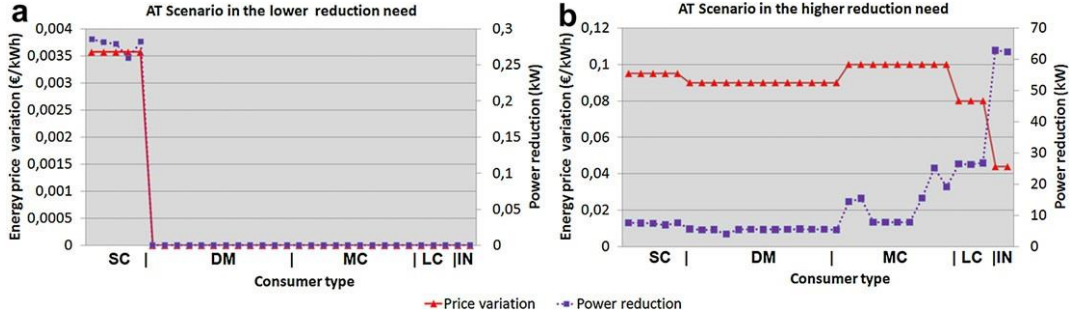 a
AT Scenario in the lower reduction need
Energy price variation (€/kWh)
0,004
0,0035
0,003
0,0025
0,002
0,0015
0,001
0,0005
0
Power reduction (kW)
0,3
0,25
0,2
0,15
0,1
0,05
0
SC | DM | MC | LC |IN
Consumer type
b
AT Scenario in the higher reduction need
Energy price variation (€/kWh)
0,12
0,1
0,08
0,06
0,04
0,02
0
Power reduction (kW)
70
60
50
40
30
20
10
0
SC | DM | MC | LC |IN
Consumer type
Price variation Power reduction